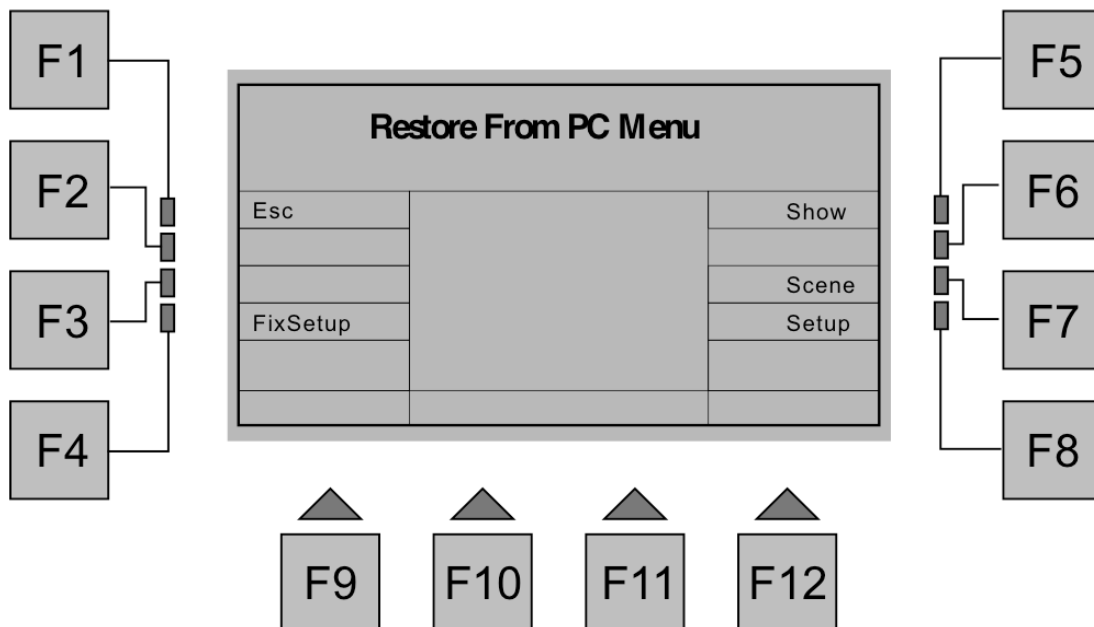 F1
F5
Restore From PC Menu
F2
F6
Esc
Show
Scene
F3
FixSetup
Setup
F7
F4
F8
F9 F10 F11 F12